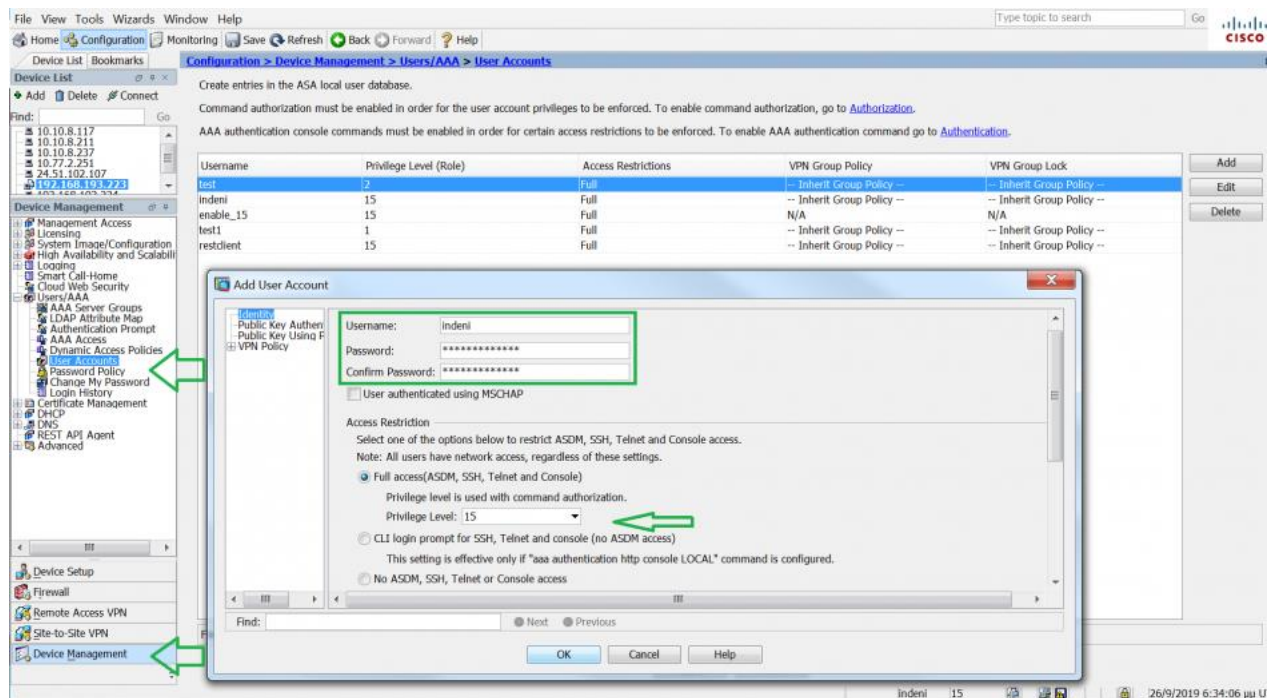 File View Tools Wizards Window Help
Type topic to search Go
CISCO
Home Configuration Monitoring Save Refresh Back Forward Help
Device List Bookmarks
Configuration > Device Management > Users/AAA > User Accounts
Device List
Add Delete Connect
Find: Go
10.10.8.117
10.10.8.211
10.10.8.237
10.77.2.251
24.51.102.107
192.168.193.223
Create entries in the ASA local user database.
Command authorization must be enabled in order for the user account privileges to be enforced. To enable command authorization, go to Authorization.
AAA authentication console commands must be enabled in order for certain access restrictions to be enforced. To enable AAA authentication command go to Authentication.
Username Privilege Level (Role) Access Restrictions VPN Group Policy VPN Group Lock
test 2 Full -- Inherit Group Policy -- -- Inherit Group Policy --
indeni 15 Full -- Inherit Group Policy -- -- Inherit Group Policy --
enable_15 15 Full N/A N/A
test1 1 Full -- Inherit Group Policy -- -- Inherit Group Policy --
restclient 15 Full -- Inherit Group Policy -- -- Inherit Group Policy --
Add
Edit
Delete
Device Management
Management Access
Licensing
System Image/Configuration
High Availability and Scalabili
Logging
Smart Call-Home
Cloud Web Security
Users/AAA
AAA Server Groups
LDAP Attribute Map
Authentication Prompt
AAA Access
Dynamic Access Policies
User Accounts
Password Policy
Change My Password
Login History
Certificate Management
DHCP
DNS
REST API Agent
Advanced
Device Setup
Firewall
Remote Access VPN
Site-to-Site VPN
Device Management
Add User Account
Identity
Public Key Authen
Public Key Using P
VPN Policy
Username: indeni
Password: *************
Confirm Password: *************
User authenticated using MSCHAP
Access Restriction
Select one of the options below to restrict ASDM, SSH, Telnet and Console access.
Note: All users have network access, regardless of these settings.
Full access(ASDM, SSH, Telnet and Console)
Privilege level is used with command authorization.
Privilege Level: 15
CLI login prompt for SSH, Telnet and console (no ASDM access)
This setting is effective only if "aaa authentication http console LOCAL" command is configured.
No ASDM, SSH, Telnet or Console access
Find: Next Previous
OK Cancel Help
indeni 15 26/9/2019 6:34:06 μμ U